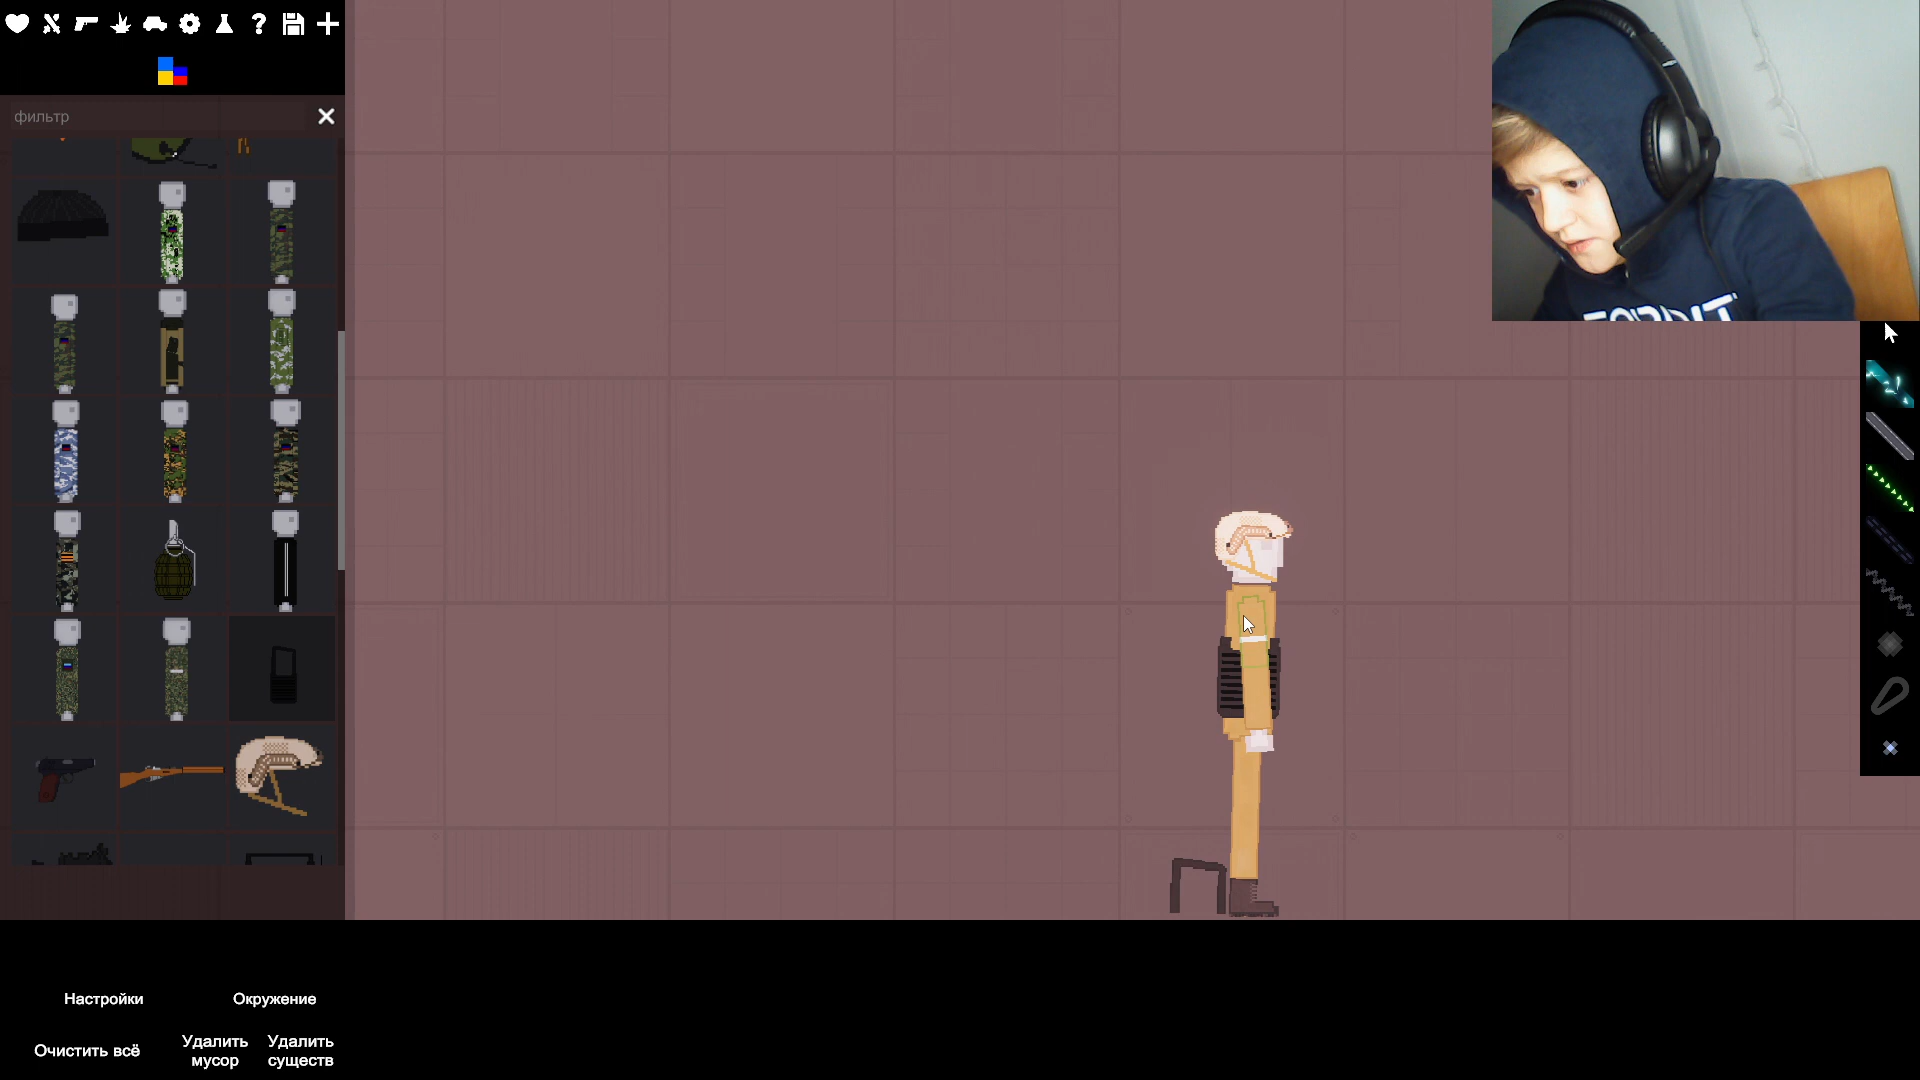 фильтр
Настройки
Окружение
Очистить всё
Удалить
мусор
Удалить
существ